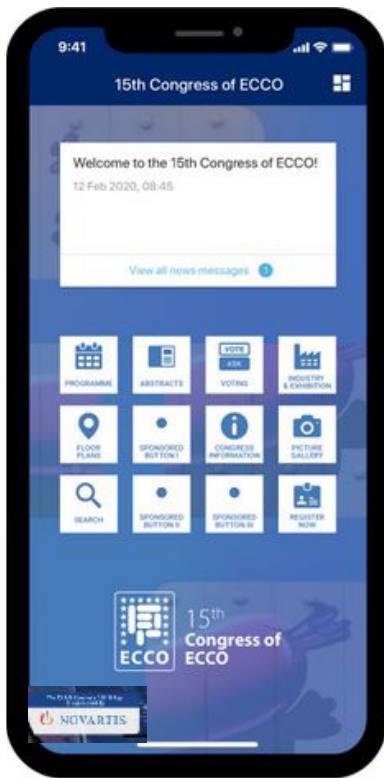 9:41
15th Congress of ECCO
Welcome to the 15th Congress of ECCO!
12 Feb 2020, 08:45
View all news messages
PROGRAMME
ABSTRACTS
VOTE
ASK
VOTING
INDUSTRY
& EXHIBITION
FLOOR
PLANS
SPONSORED
BUTTON I
CONGRESS
INFORMATION
PICTURE
GALLERY
SEARCH
SPONSORED
BUTTON II
SPONSORED
BUTTON III
REGISTER
NOW
ECCO
15th
Congress of
ECCO
NOVARTIS